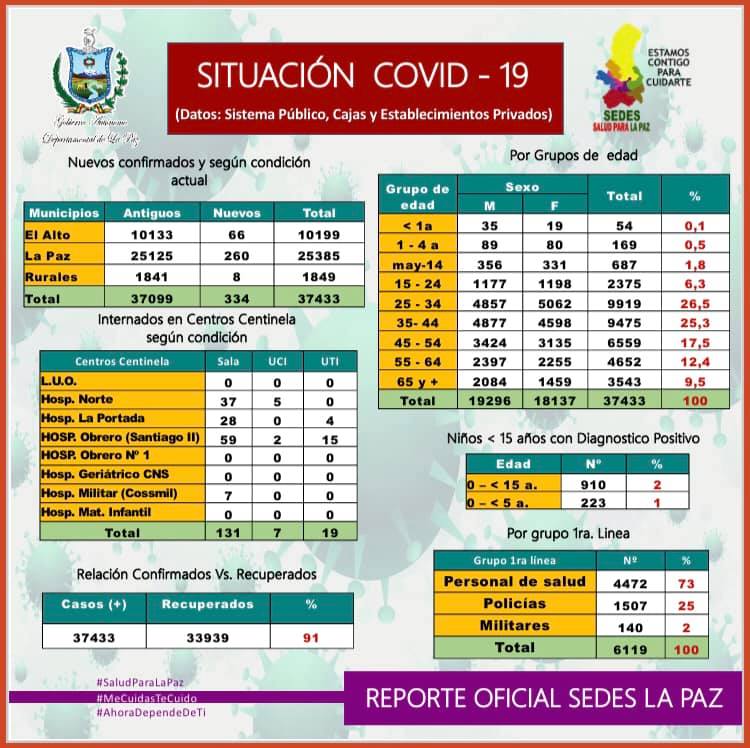 SITUACIÓN COVID - 19
(Datos: Sistema Público, Cajas y Establecimientos Privados)
Gobierno Autónomo
Departamental de La Paz
ESTAMOS
CONTIGO
PARA
CUIDARTE
SEDES
SALUD PARA LA PAZ
Nuevos confirmados y según condición
actual
Municipios Antiguos Nuevos Total
El Alto 10133 66 10199
La Paz 25125 260 25385
Rurales 1841 8 1849
Total 37099 334 37433
Internados en Centros Centinela
según condición
Centros Centinela Sala UCI UTI
L.U.O. 0 0 0
Hosp. Norte 37 5 0
Hosp. La Portada 28 0 4
HOSP. Obrero (Santiago II) 59 2 15
HOSP. Obrero Nº 1 0 0 0
Hosp. Geriátrico CNS 0 0 0
Hosp. Militar (Cossmil) 7 0 0
Hosp. Mat. Infantil 0 0 0
Total 131 7 19
Relación Confirmados Vs. Recuperados
Casos (+) Recuperados %
37433 33939 91
Por Grupos de edad
Grupo de edad Sexo Total %
M F
< 1a 35 19 54 0,1
1 - 4 a 89 80 169 0,5
may-14 356 331 687 1,8
15 - 24 1177 1198 2375 6,3
25 - 34 4857 5062 9919 26,5
35- 44 4877 4598 9475 25,3
45 - 54 3424 3135 6559 17,5
55 - 64 2397 2255 4652 12,4
65 y + 2084 1459 3543 9,5
Total 19296 18137 37433 100
Niños < 15 años con Diagnostico Positivo
Edad Nº %
0 – < 15 a. 910 2
0 – < 5 a. 223 1
Por grupo 1ra. Linea
Grupo 1ra línea Nº %
Personal de salud 4472 73
Policías 1507 25
Militares 140 2
Total 6119 100
#SaludParaLaPaz
#MeCuidasTeCuido
#AhoraDependeDeTi
REPORTE OFICIAL SEDES LA PAZ